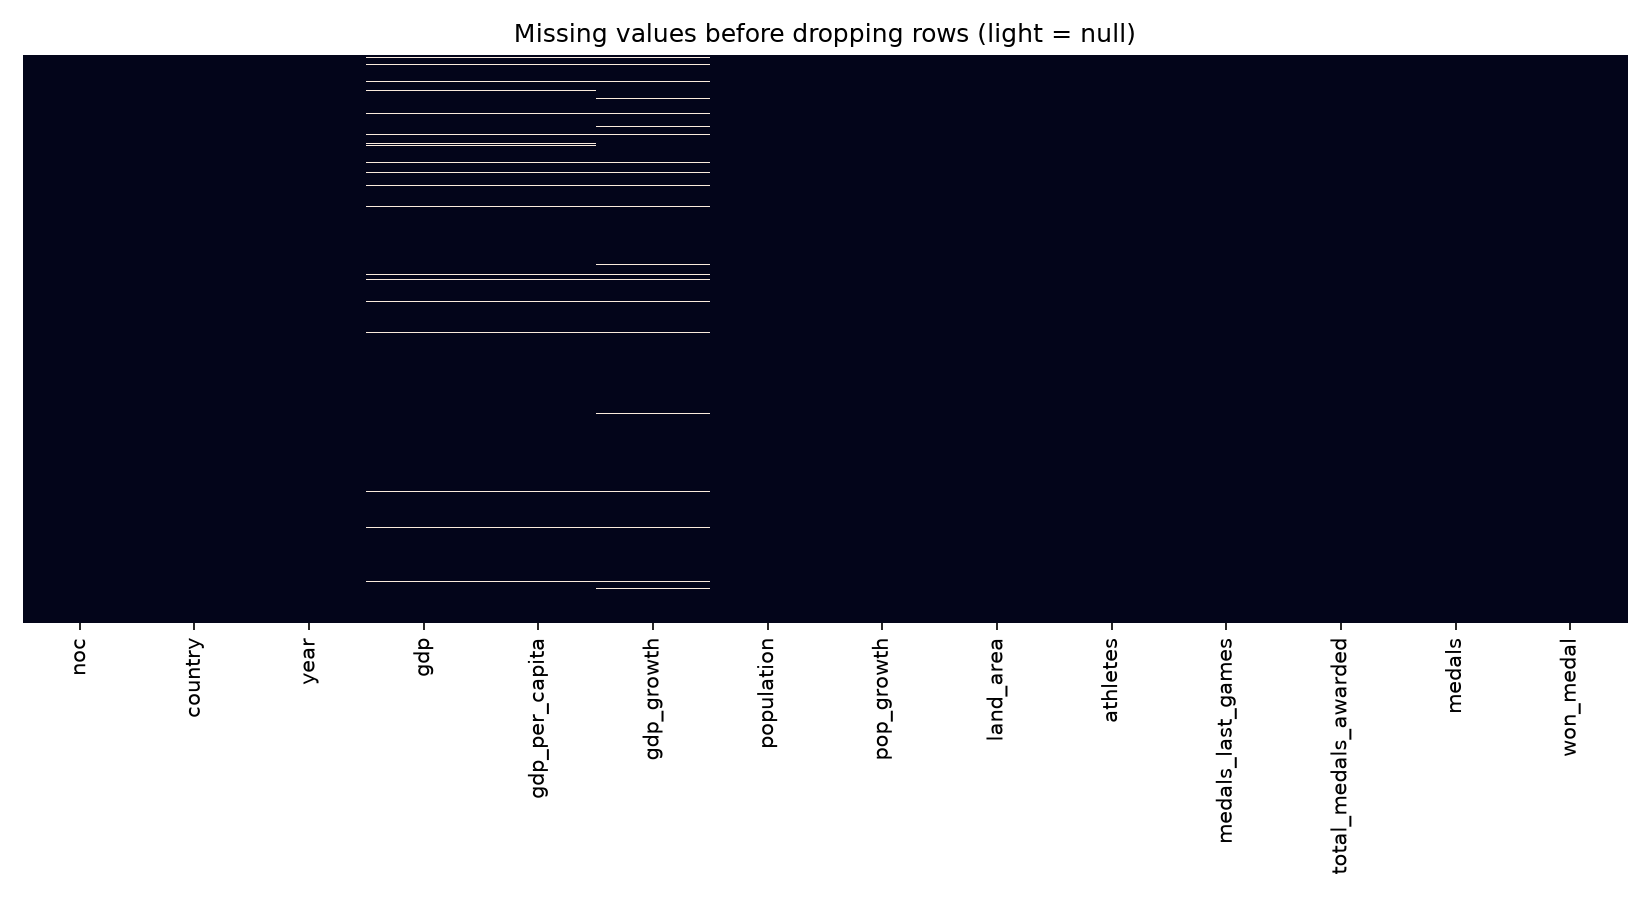 Missing values before dropping rows (light = null)
noc
country
year
gdp
gdp_per_capita
gdp_growth
population
pop_growth
land_area
athletes
medals_last_games
total_medals_awarded
medals
won_medal